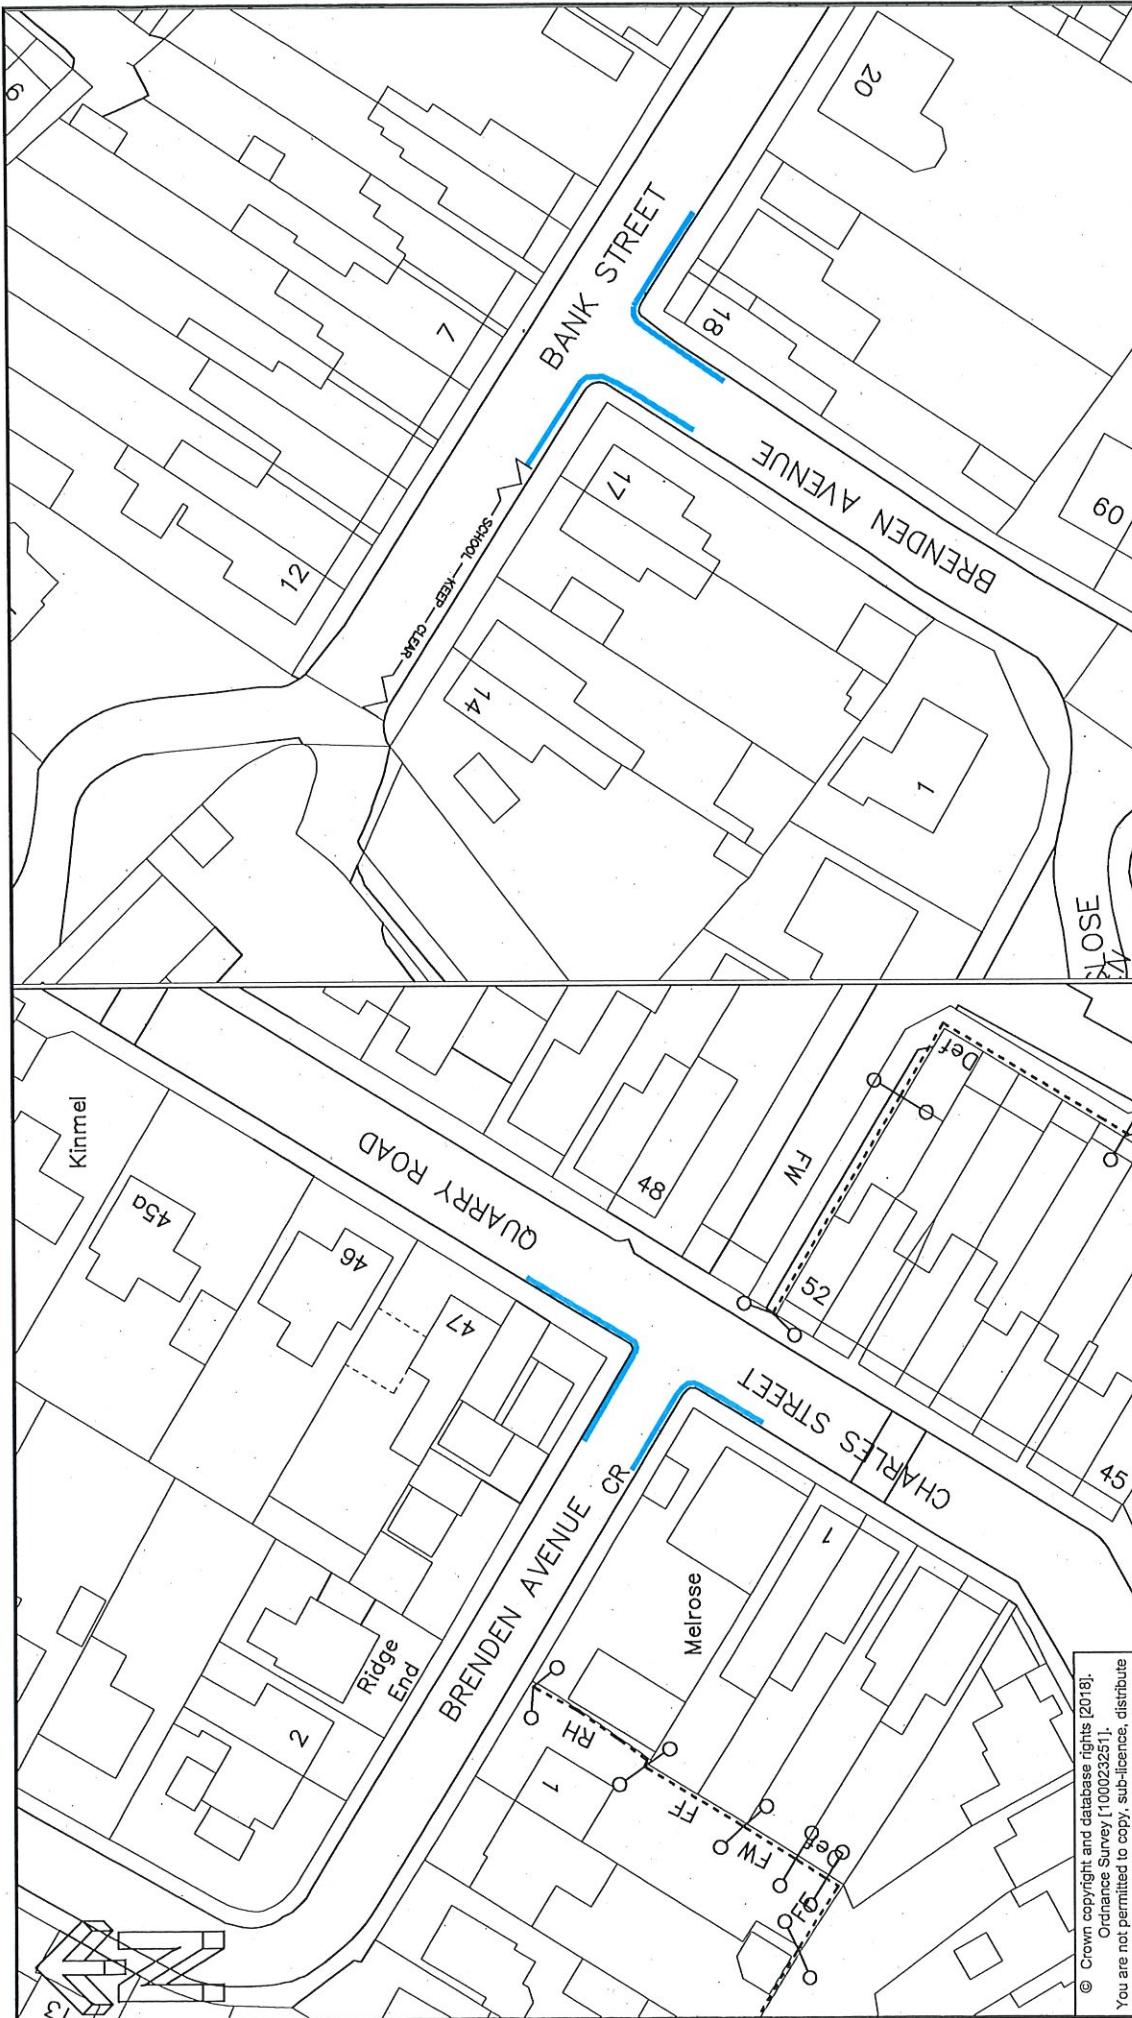 9
20
BANK STREET
7
18
17
BRENDEN AVENUE
60
12
SCHOOL KEEP CLEAR
14
1
CLOSE
Kinmel
45a
46
47
QUARRY ROAD
48
FW
Def
52
CHARLES STREET
45
BRENDEN AVENUE
CR
Melrose
1
Ridge
End
2
RH
1
FF
FW
Def
N
© Crown copyright and database rights [2018].
Ordnance Survey [100023251].
You are not permitted to copy, sub-licence, distribute